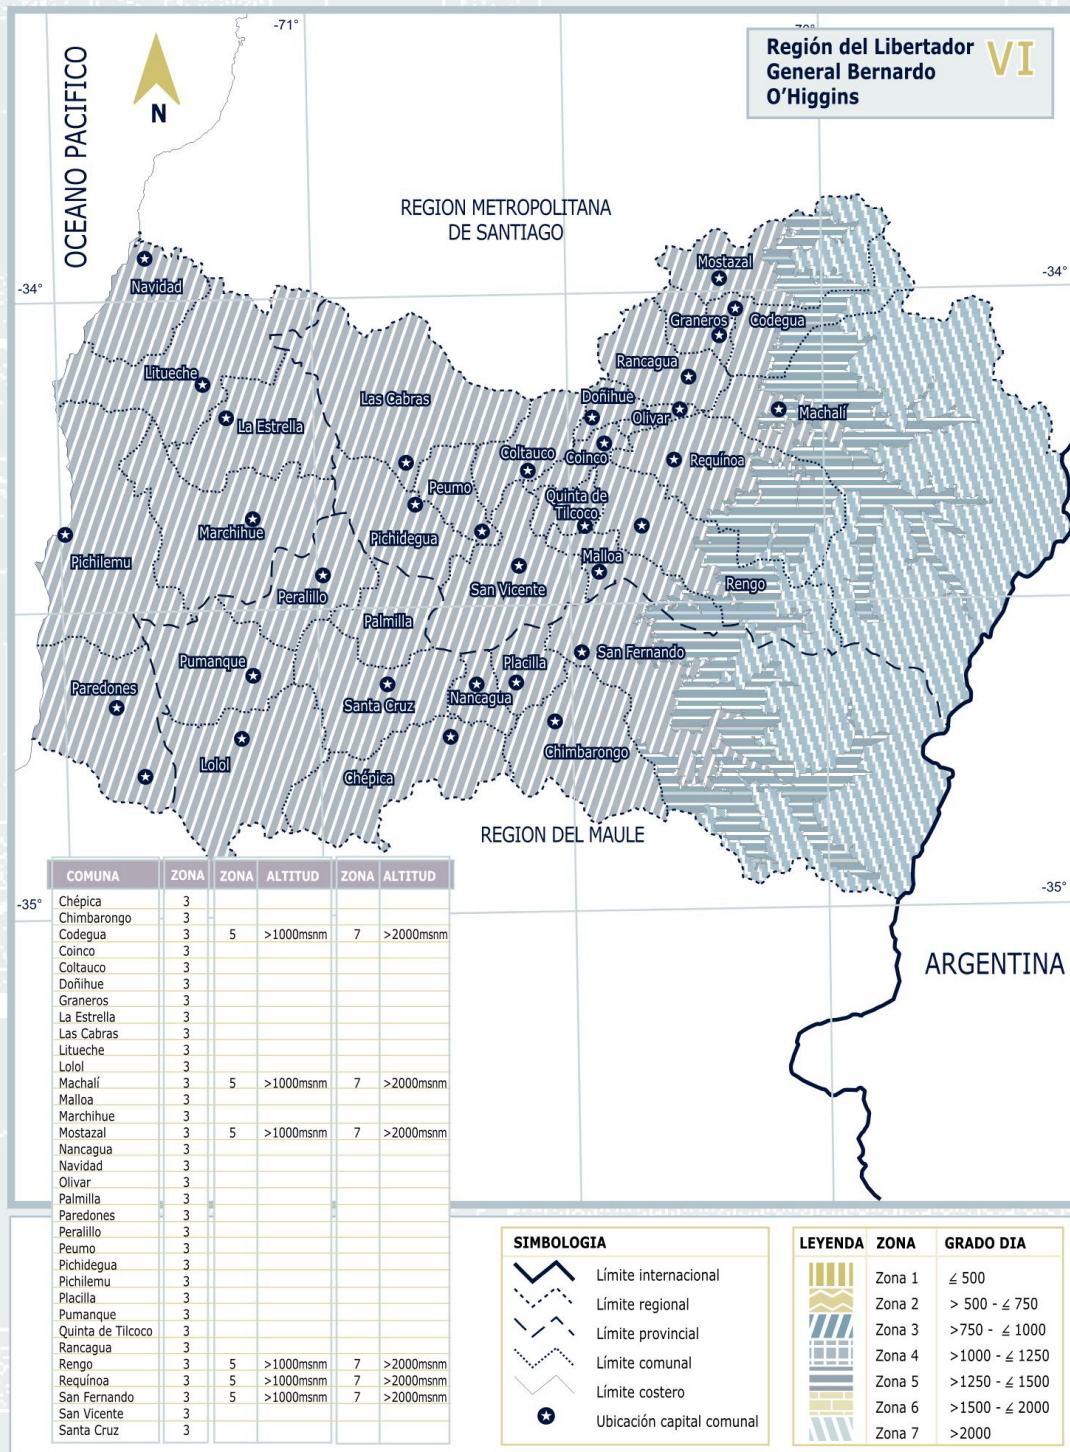 -71°
-70°
Región del Libertador
General Bernardo
O'Higgins
VI
OCEANO PACIFICO
N
REGION METROPOLITANA
DE SANTIAGO
-34°
-34°
Mostazal
Navidad
Graneros
Codegua
Rancagua
Litueche
Las Cabras
Doñihue
Olivar
Machalí
La Estrella
Coltauco
Coinco
Requínoa
Peumo
Quinta de
Tilcoco
Marchihue
Pichidegua
Pichilemu
Malloa
San Vicente
Rengo
Peralillo
Palmilla
San Fernando
Pumanque
Placilla
Paredones
Nancagua
Santa Cruz
Chimbarongo
Lolol
Chépica
REGION DEL MAULE
-35°
-35°
ARGENTINA
COMUNA ZONA ZONA ALTITUD ZONA ALTITUD
Chépica 3
Chimbarongo 3
Codegua 3 5 >1000msnm 7 >2000msnm
Coinco 3
Coltauco 3
Doñihue 3
Graneros 3
La Estrella 3
Las Cabras 3
Litueche 3
Lolol 3
Machalí 3 5 >1000msnm 7 >2000msnm
Malloa 3
Marchihue 3
Mostazal 3 5 >1000msnm 7 >2000msnm
Nancagua 3
Navidad 3
Olivar 3
Palmilla 3
Paredones 3
Peralillo 3
Peumo 3
Pichidegua 3
Pichilemu 3
Placilla 3
Pumanque 3
Quinta de Tilcoco 3
Rancagua 3
Rengo 3 5 >1000msnm 7 >2000msnm
Requínoa 3 5 >1000msnm 7 >2000msnm
San Fernando 3 5 >1000msnm 7 >2000msnm
San Vicente 3
Santa Cruz 3
SIMBOLOGIA
Límite internacional
Límite regional
Límite provincial
Límite comunal
Límite costero
Ubicación capital comunal
LEYENDA ZONA GRADO DIA
Zona 1 ≤ 500
Zona 2 > 500 - ≤ 750
Zona 3 >750 - ≤ 1000
Zona 4 >1000 - ≤ 1250
Zona 5 >1250 - ≤ 1500
Zona 6 >1500 - ≤ 2000
Zona 7 >2000